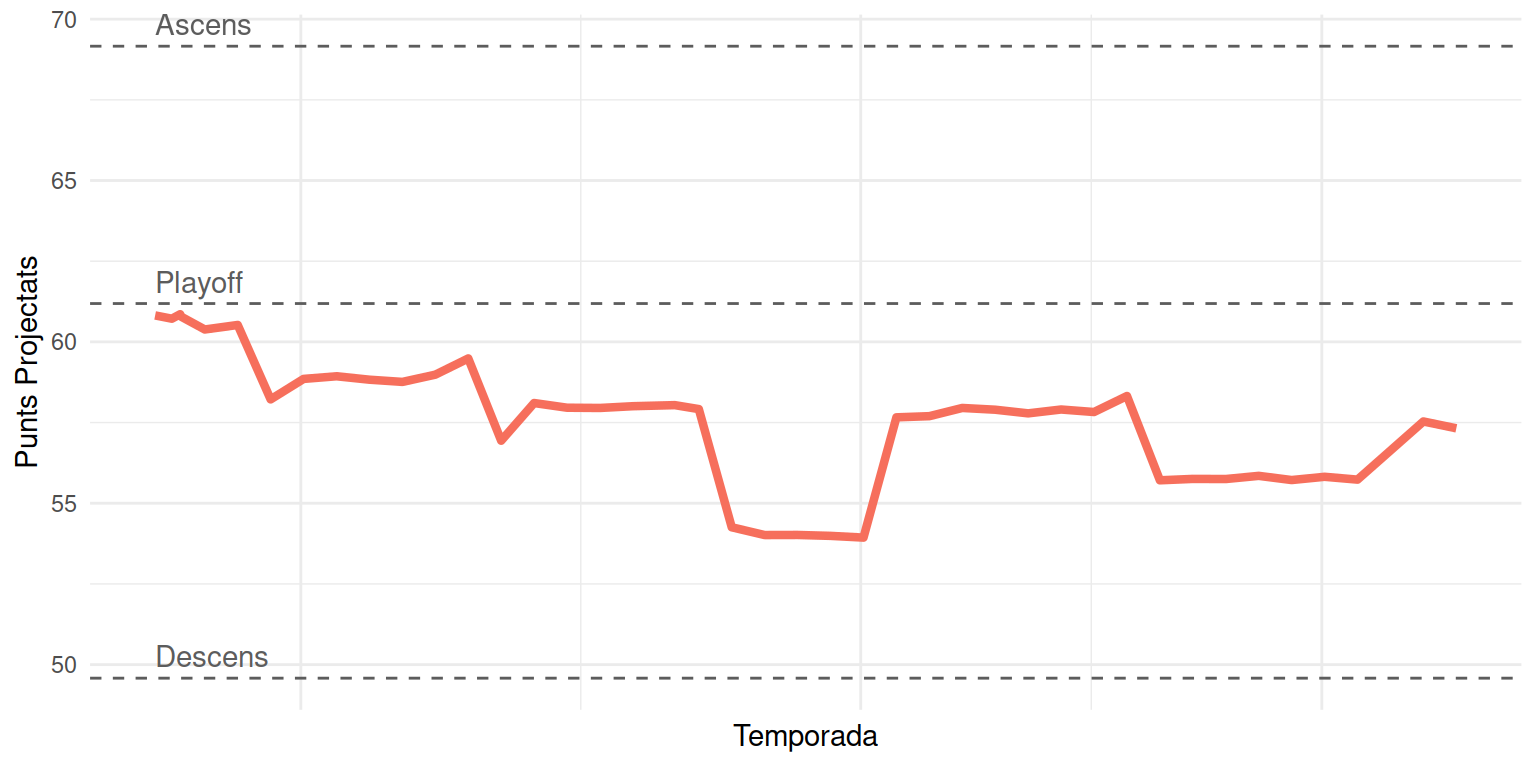 70
Ascens
65
Playoff
60
55
Descens
50
Punts Projectats
Temporada